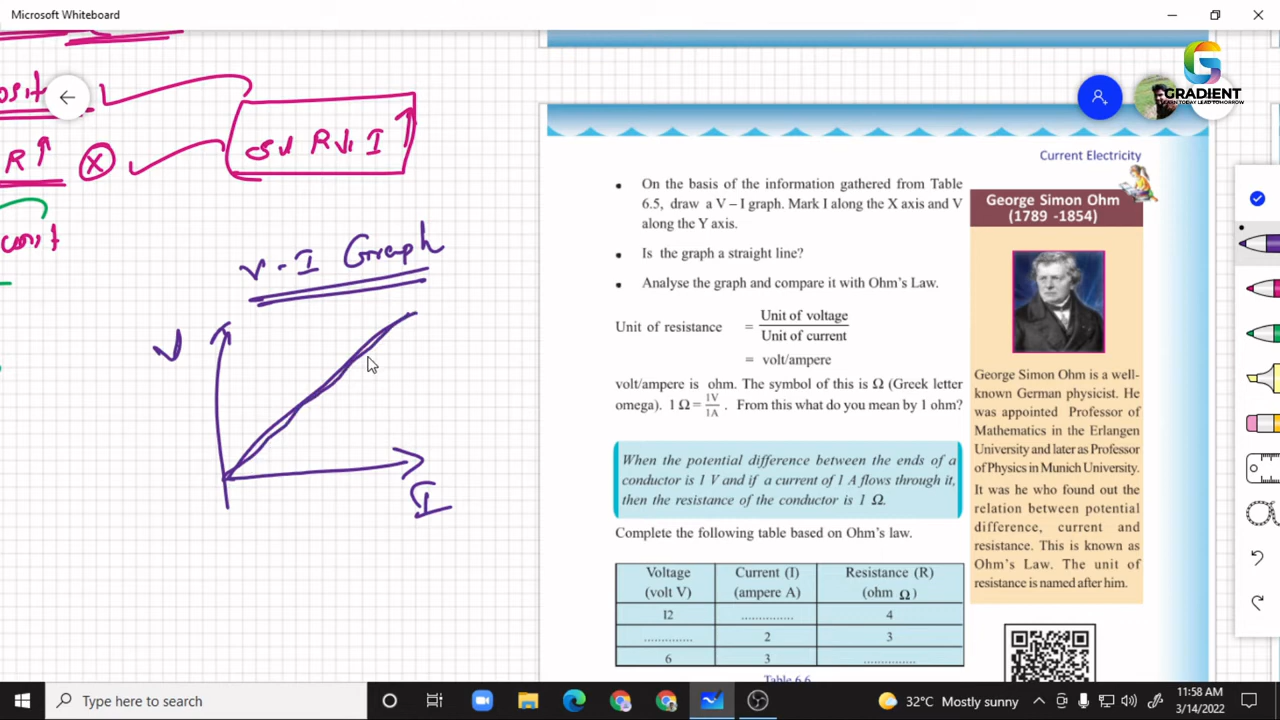 Microsoft Whiteboard
GRADIENT
LEARN TODAY LEAD TOMORROW
R ↑ X
R I ↑
const
V - I Graph
V
I
Current Electricity
• On the basis of the information gathered from Table
6.5, draw a V – I graph. Mark I along the X axis and V
along the Y axis.
• Is the graph a straight line?
• Analyse the graph and compare it with Ohm's Law.
Unit of resistance = Unit of voltage
Unit of current
= volt/ampere
volt/ampere is ohm. The symbol of this is Ω (Greek letter
omega). 1 Ω = 1V/1A . From this what do you mean by 1 ohm?
When the potential difference between the ends of a
conductor is 1 V and if a current of 1 A flows through it,
then the resistance of the conductor is 1 Ω.
Complete the following table based on Ohm's law.
Voltage Current (I) Resistance (R)
(volt V) (ampere A) (ohm Ω)
12 ............... 4
.............. 2 3
6 3 ...............
Table 6.6
George Simon Ohm
(1789 -1854)
George Simon Ohm is a well-
known German physicist. He
was appointed Professor of
Mathematics in the Erlangen
University and later as Professor
of Physics in Munich University.
It was he who found out the
relation between potential
difference, current and
resistance. This is known as
Ohm's Law. The unit of
resistance is named after him.
Type here to search
32°C Mostly sunny
11:58 AM
3/14/2022